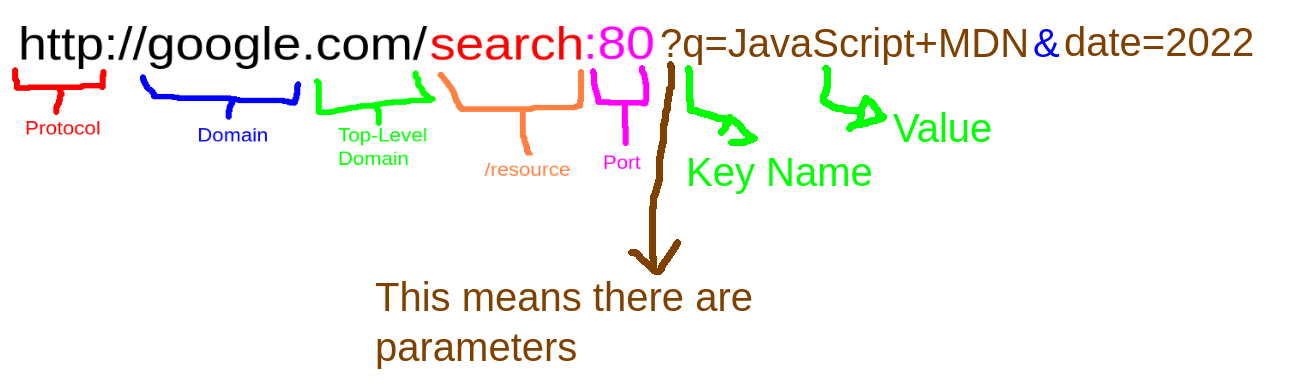 http://google.com/search:80?q=JavaScript+MDN&date=2022
Protocol
Domain
Top-Level
Domain
/resource
Port
Key Name
Value
This means there are
parameters